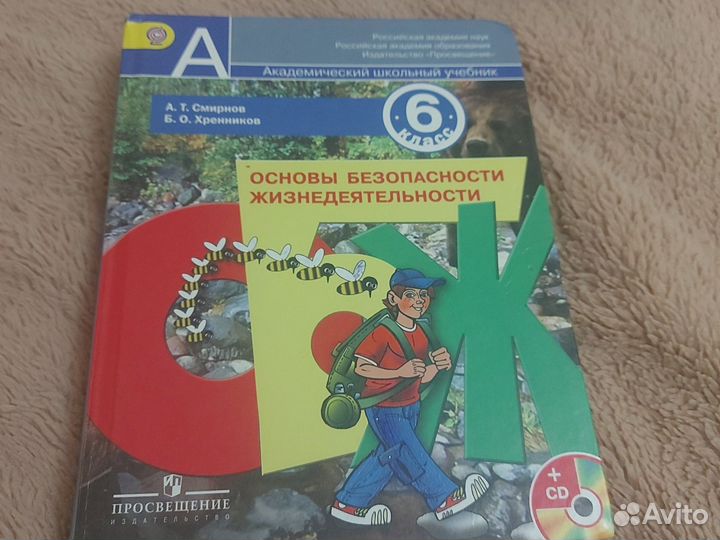 Российская академия наук
Российская академия образования
Издательство «Просвещение»
А
Академический школьный учебник
А. Т. Смирнов
Б. О. Хренников
6
класс
ОСНОВЫ БЕЗОПАСНОСТИ
ЖИЗНЕДЕЯТЕЛЬНОСТИ
ОБЖ
+
CD
ПРОСВЕЩЕНИЕ
ИЗДАТЕЛЬСТВО
Avito